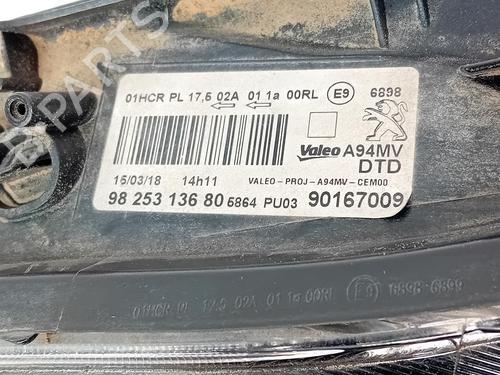 01HCR PL 17,5 02A 01 1a 00RL E9 6898
Valeo A94MV
DTD
15/03/18 14h11 VALEO-PROJ-A94MV-CEM00
98 253 136 80 5864 PU03 90167009
01HCR PL 17,5 02A 01 1a 00RL E9 6898-6899